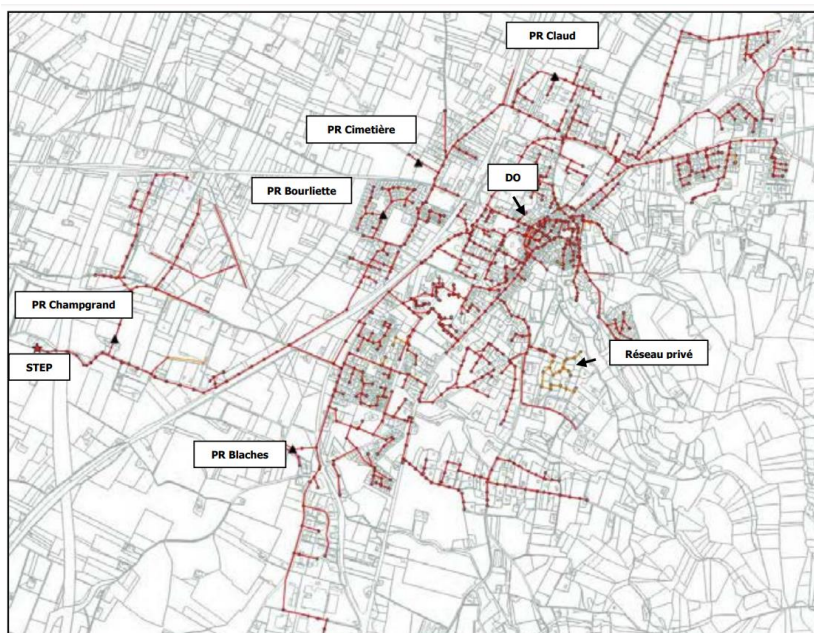 PR Claud
PR Cimetière
DO
PR Bourliette
PR Champgrand
Réseau privé
STEP
PR Blaches